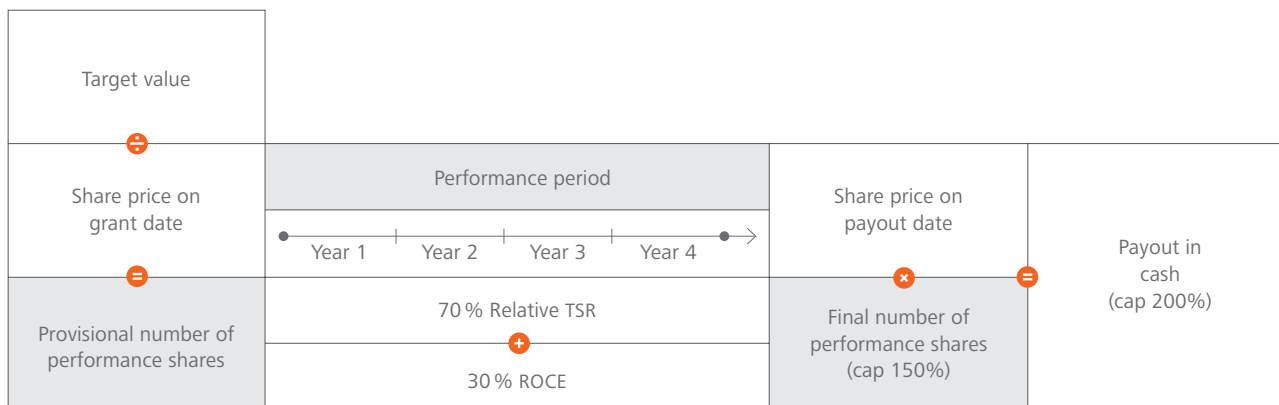 Target value
÷
Share price on
grant date
=
Provisional number of
performance shares
Performance period
Year 1 Year 2 Year 3 Year 4
70 % Relative TSR
+
30 % ROCE
Share price on
payout date
×
Final number of
performance shares
(cap 150%)
=
Payout in
cash
(cap 200%)